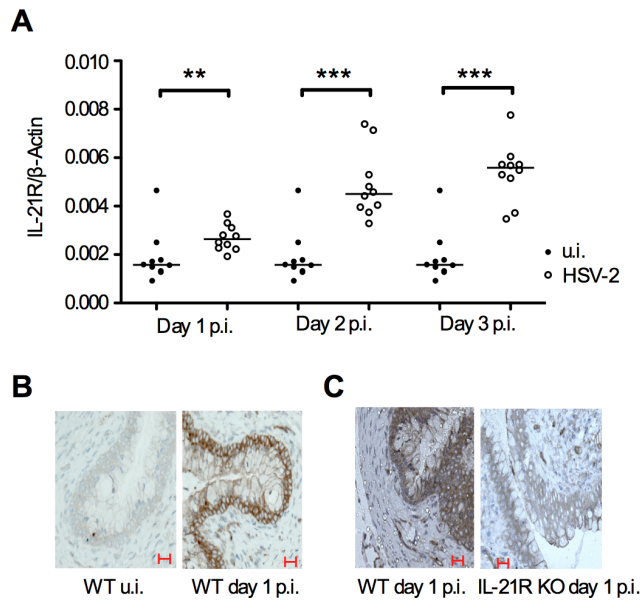 A
** *** ***
0.010
0.008
0.006
0.004
0.002
0.000
IL-21R/β-Actin
u.i.
HSV-2
Day 1 p.i. Day 2 p.i. Day 3 p.i.
B C
WT u.i. WT day 1 p.i. WT day 1 p.i. IL-21R KO day 1 p.i.